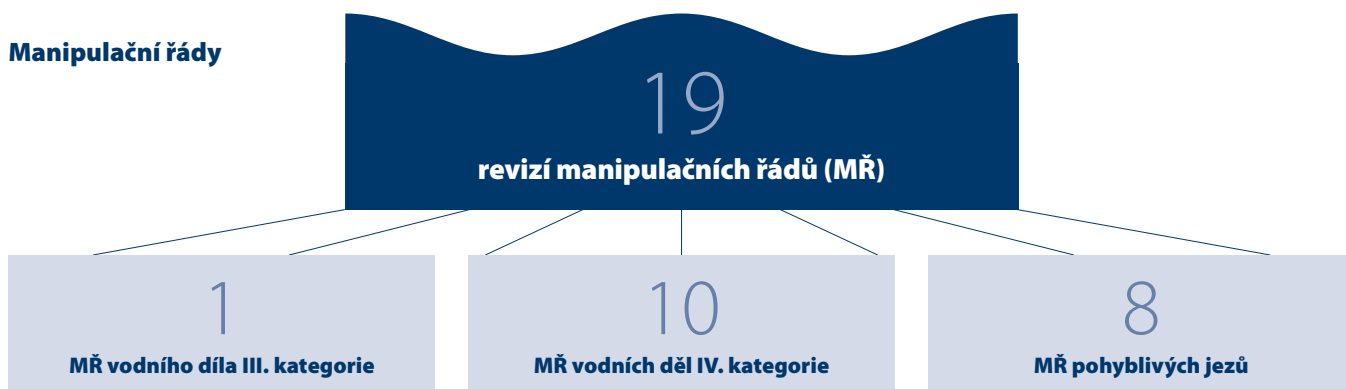 Manipulační řády
19
revizí manipulačních řádů (MŘ)
1
MŘ vodního díla III. kategorie
10
MŘ vodních děl IV. kategorie
8
MŘ pohyblivých jezů